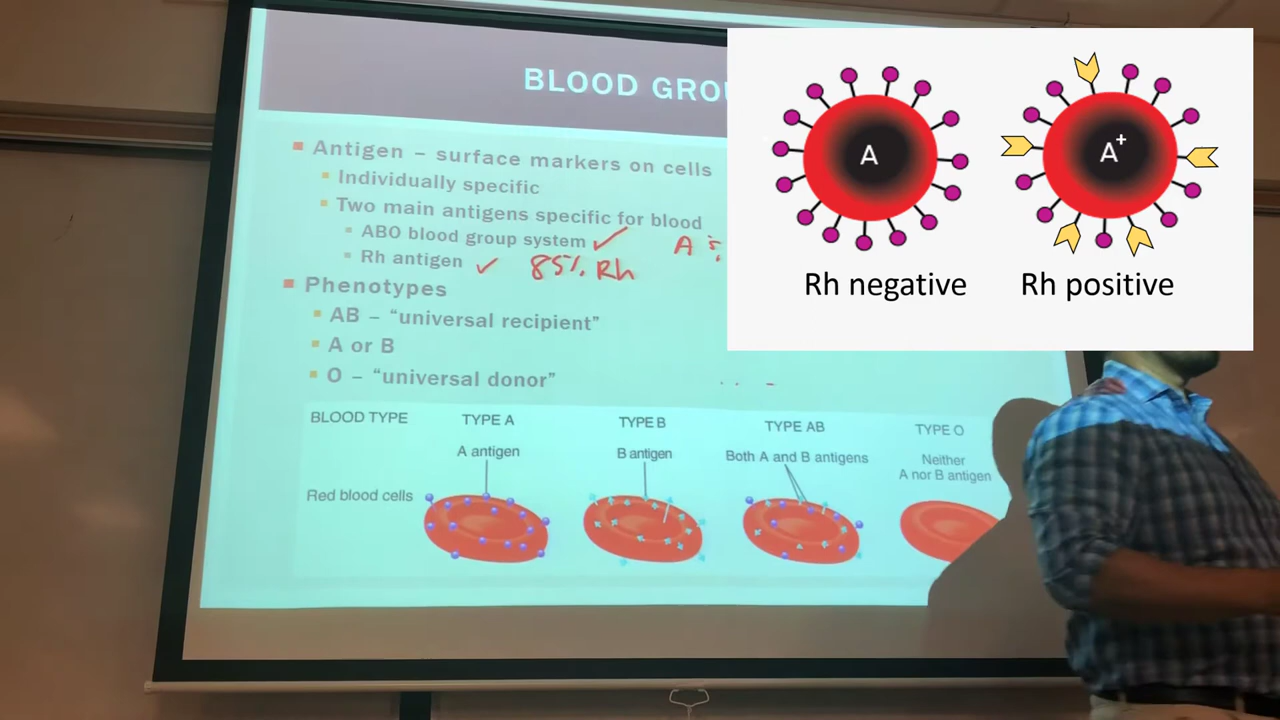 BLOOD GROU
Antigen – surface markers on cells
Individually specific
Two main antigens specific for blood
ABO blood group system ✓ A
Rh antigen ✓ 85% Rh
Phenotypes
AB – “universal recipient”
A or B
O – “universal donor”
BLOOD TYPE TYPE A TYPE B TYPE AB TYPE O
A antigen B antigen Both A and B antigens Neither
A nor B antigen
Red blood cells
A A+
Rh negative Rh positive